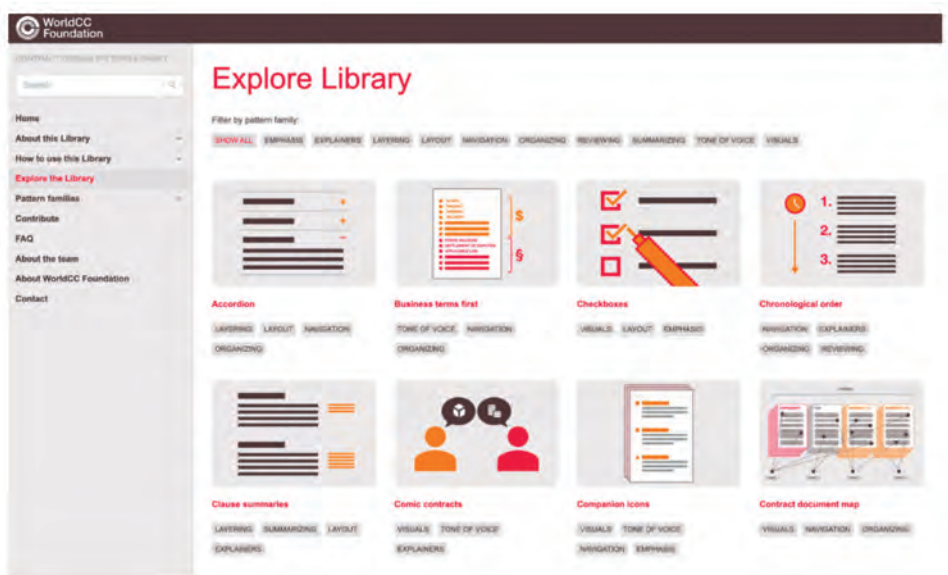 WorldCC
Foundation
CONTRACT DESIGN PATTERN LIBRARY
Search
Home
About this Library
How to use this Library
Explore the Library
Pattern families
Contribute
FAQ
About the team
About WorldCC Foundation
Contact
Explore Library
Filter by pattern family:
SHOW ALL EMPHASIS EXPLAINERS LAYERING LAYOUT NAVIGATION ORGANIZING REVIEWING SUMMARIZING TONE OF VOICE VISUALS
$
§
1.
2.
3.
Accordion
LAYERING LAYOUT NAVIGATION
ORGANIZING
Business terms first
TONE OF VOICE NAVIGATION
ORGANIZING
Checkboxes
VISUALS LAYOUT EMPHASIS
Chronological order
NAVIGATION EXPLAINERS
ORGANIZING REVIEWING
Clause summaries
LAYERING SUMMARIZING LAYOUT
EXPLAINERS
Comic contracts
VISUALS TONE OF VOICE
EXPLAINERS
Companion icons
VISUALS TONE OF VOICE
NAVIGATION EMPHASIS
Contract document map
VISUALS NAVIGATION ORGANIZING